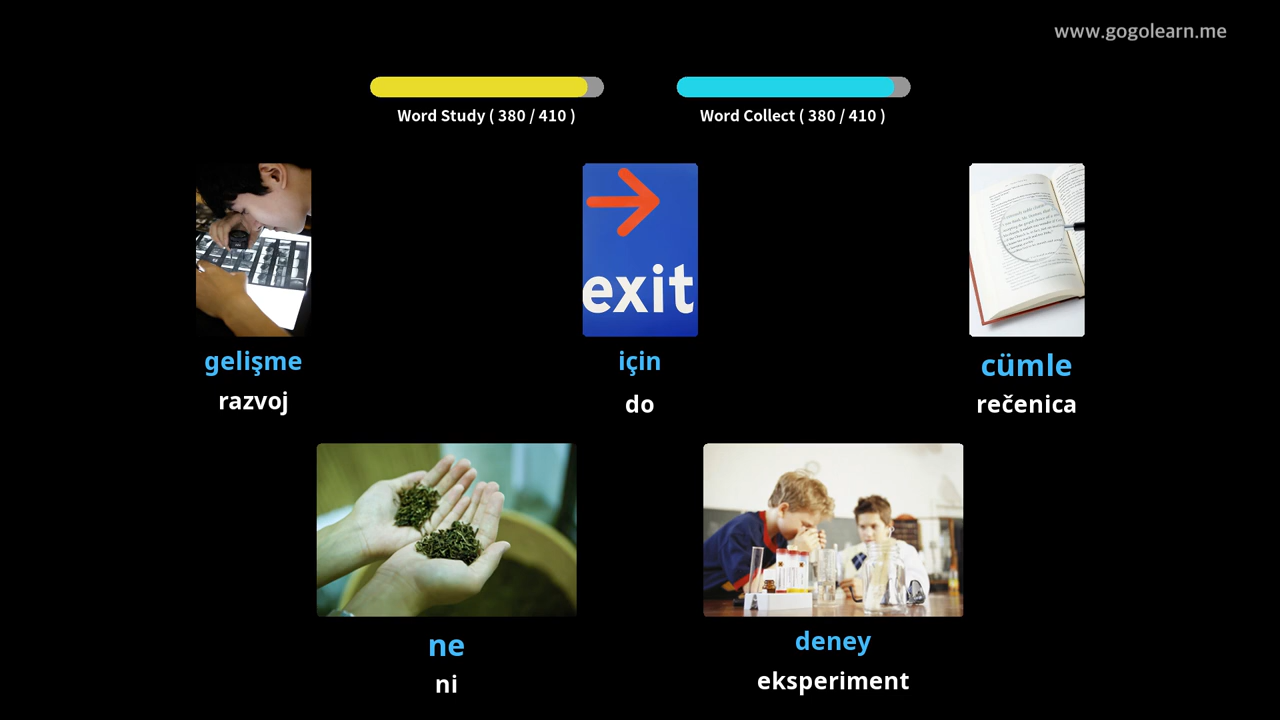 www.gogolearn.me
Word Study ( 380 / 410 )
Word Collect ( 380 / 410 )
exit
gelişme
razvoj
için
do
cümle
rečenica
ne
ni
deney
eksperiment